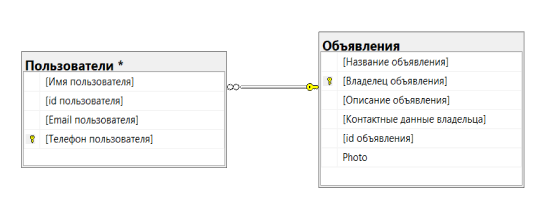 Пользователи *
[Имя пользователя]
[id пользователя]
[Email пользователя]
[Телефон пользователя]
Объявления
[Название объявления]
[Владелец объявления]
[Описание объявления]
[Контактные данные владельца]
[id объявления]
Photo